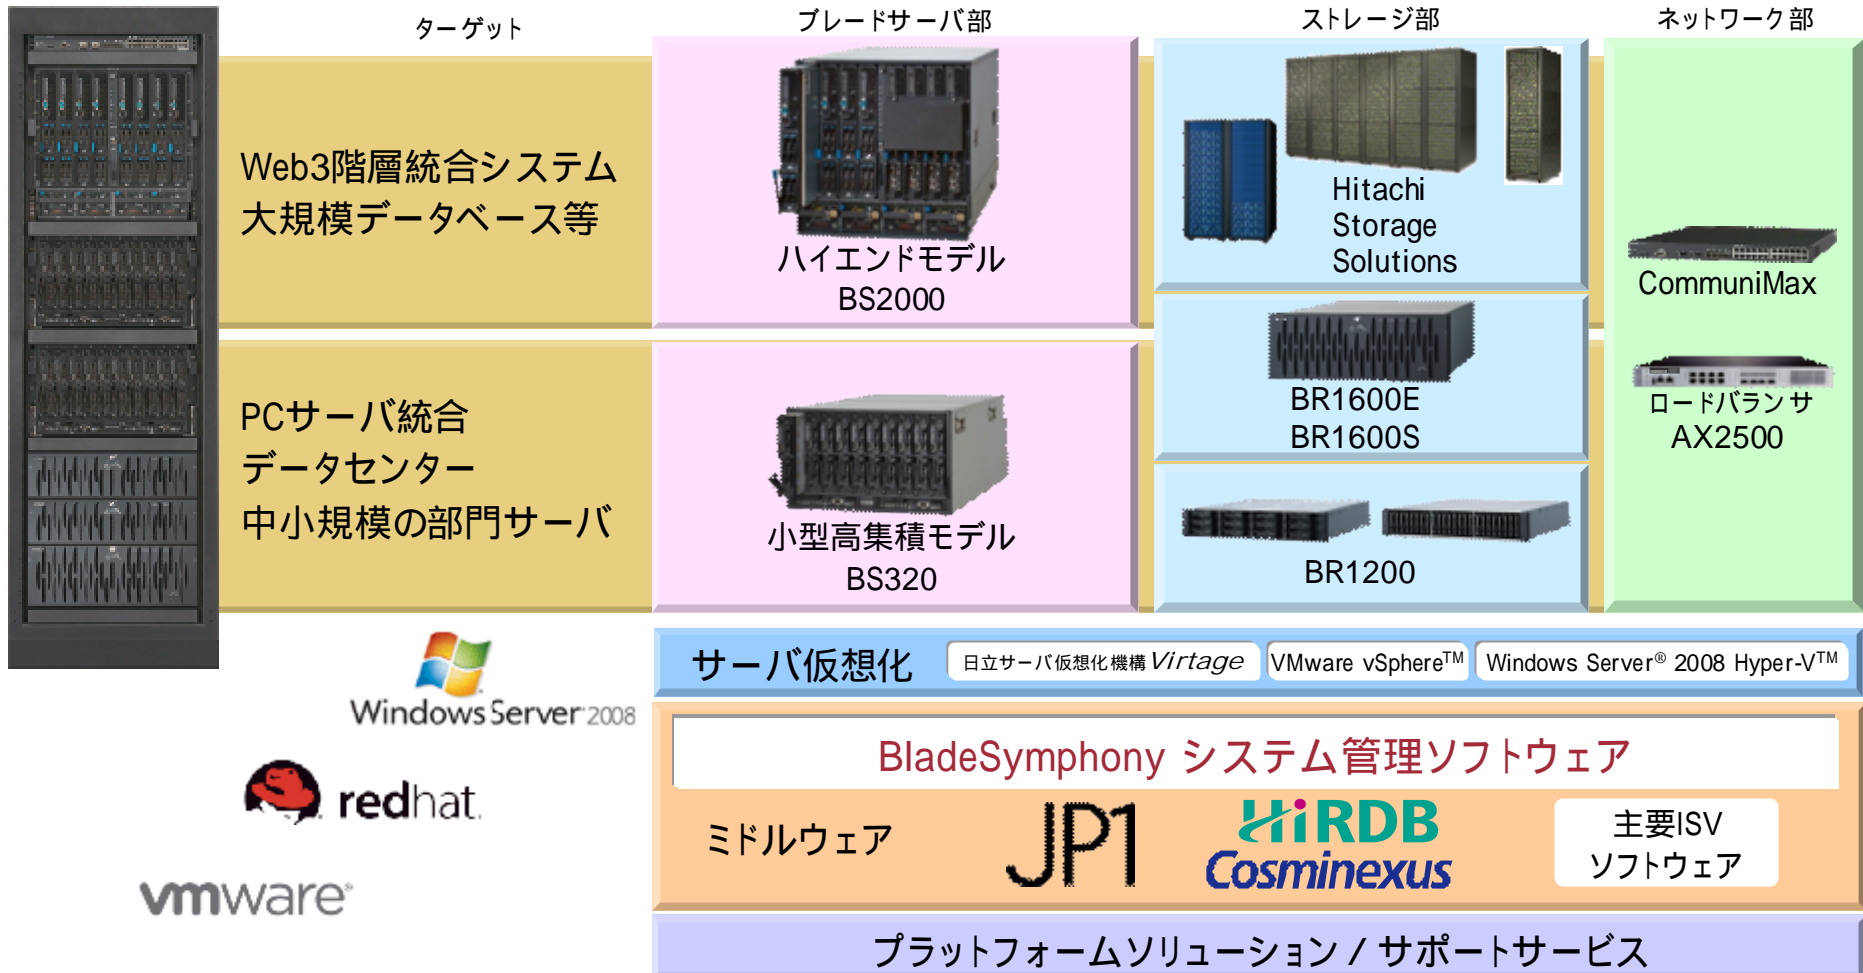 ターゲット
ブレードサーバ部
ストレージ部
ネットワーク部
Web3階層統合システム
大規模データベース等
ハイエンドモデル
BS2000
Hitachi
Storage
Solutions
CommuniMax
PCサーバ統合
データセンター
中小規模の部門サーバ
小型高集積モデル
BS320
BR1600E
BR1600S
BR1200
ロードバランサ
AX2500
Windows Server 2008
redhat.
vmware®
サーバ仮想化
日立サーバ仮想化機構 Virtage
VMware vSphere™
Windows Server® 2008 Hyper-V™
BladeSymphony システム管理ソフトウェア
ミドルウェア
JP1
HiRDB
Cosminexus
主要ISV
ソフトウェア
プラットフォームソリューション / サポートサービス